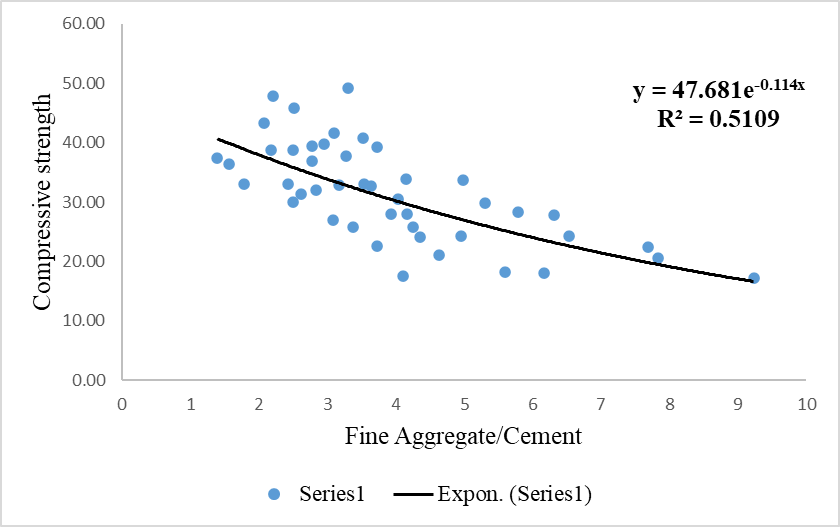 60.00
50.00
40.00
30.00
20.00
10.00
0.00
Compressive strength
y = 47.681e^-0.114x
R² = 0.5109
0 1 2 3 4 5 6 7 8 9 10
Fine Aggregate/Cement
Series1 Expon. (Series1)